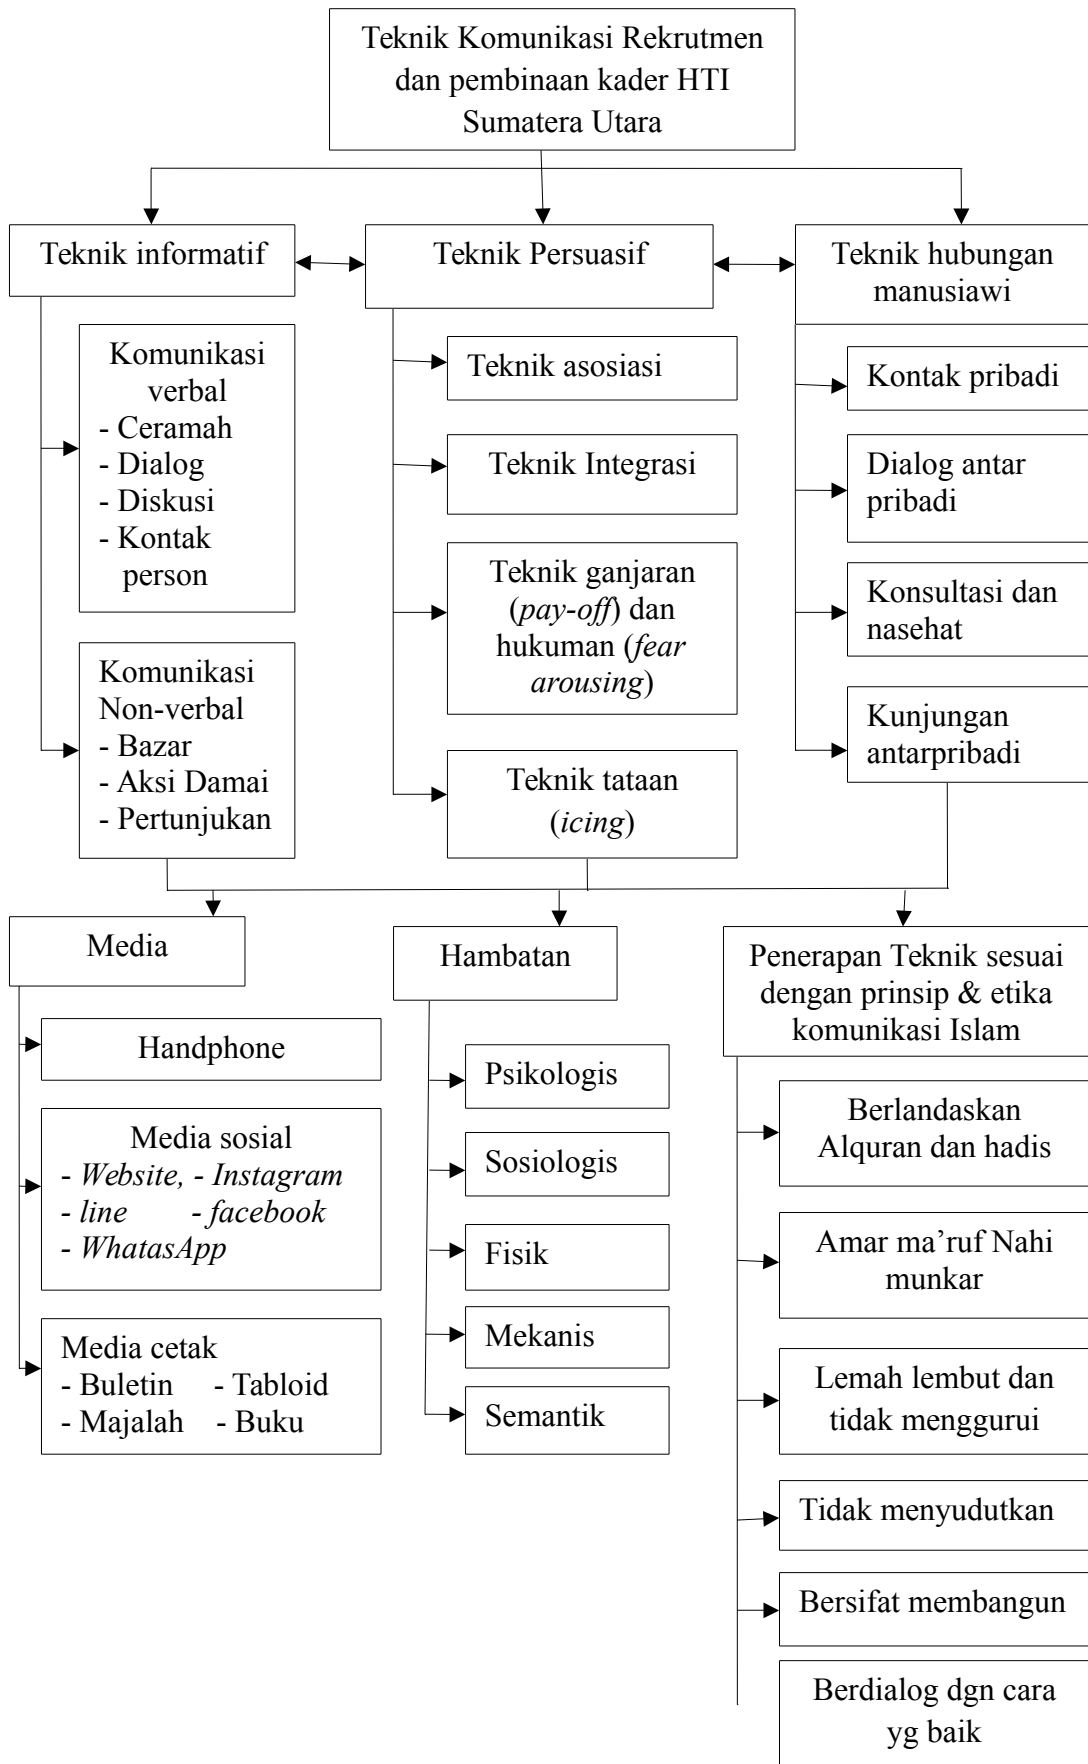 Teknik Komunikasi Rekrutmen
dan pembinaan kader HTI
Sumatera Utara
Teknik informatif
Teknik Persuasif
Teknik hubungan
manusiawi
Komunikasi
verbal
- Ceramah
- Dialog
- Diskusi
- Kontak
person
Komunikasi
Non-verbal
- Bazar
- Aksi Damai
- Pertunjukan
Teknik asosiasi
Teknik Integrasi
Teknik ganjaran
(pay-off) dan
hukuman (fear
arousing)
Teknik tataan
(icing)
Kontak pribadi
Dialog antar
pribadi
Konsultasi dan
nasehat
Kunjungan
antarpribadi
Media
Handphone
Media sosial
- Website, - Instagram
- line - facebook
- WhatasApp
Media cetak
- Buletin - Tabloid
- Majalah - Buku
Hambatan
Psikologis
Sosiologis
Fisik
Mekanis
Semantik
Penerapan Teknik sesuai
dengan prinsip & etika
komunikasi Islam
Berlandaskan
Alquran dan hadis
Amar ma’ruf Nahi
munkar
Lemah lembut dan
tidak menggurui
Tidak menyudutkan
Bersifat membangun
Berdialog dgn cara
yg baik